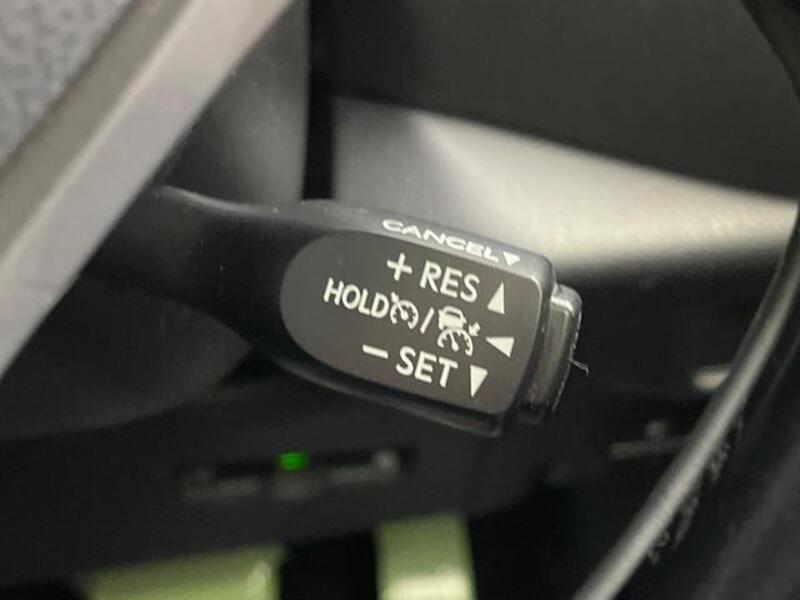 CANCEL▼
+ RES ▲
HOLD / ◀
− SET ▼